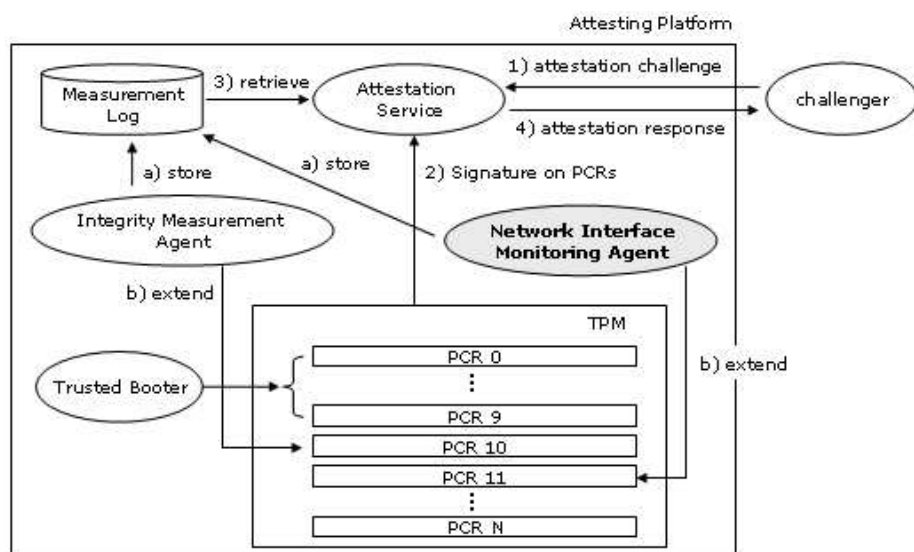 Attesting Platform
Measurement
Log
3) retrieve
Attestation
Service
1) attestation challenge
4) attestation response
challenger
a) store
a) store
2) Signature on PCRs
Integrity Measurement
Agent
Network Interface
Monitoring Agent
b) extend
TPM
PCR 0
b) extend
Trusted Booter
PCR 9
PCR 10
PCR 11
PCR N